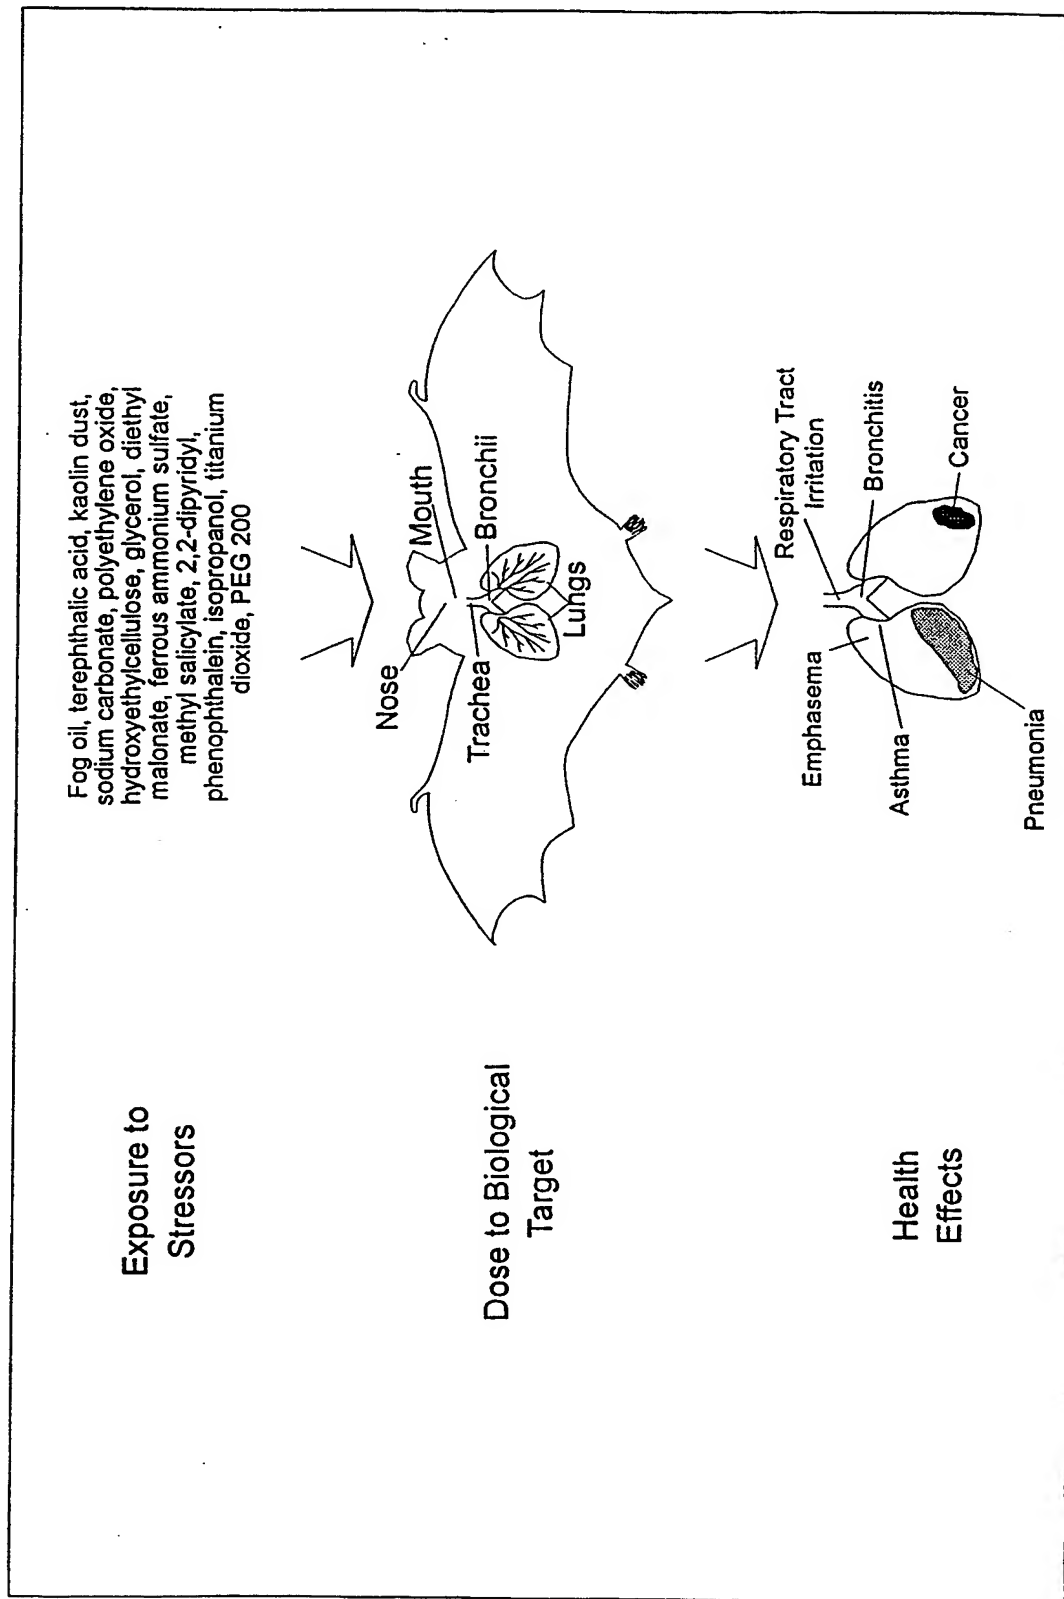 Exposure to
Stressors
Fog oil, terephthalic acid, kaolin dust,
sodium carbonate, polyethylene oxide,
hydroxyethylcellulose, glycerol, diethyl
malonate, ferrous ammonium sulfate,
methyl salicylate, 2,2-dipyridyl,
phenophthalein, isopropanol, titanium
dioxide, PEG 200
Dose to Biological
Target
Nose
Mouth
Trachea
Bronchii
Lungs
Health
Effects
Emphasema
Asthma
Pneumonia
Respiratory Tract
Irritation
Bronchitis
Cancer